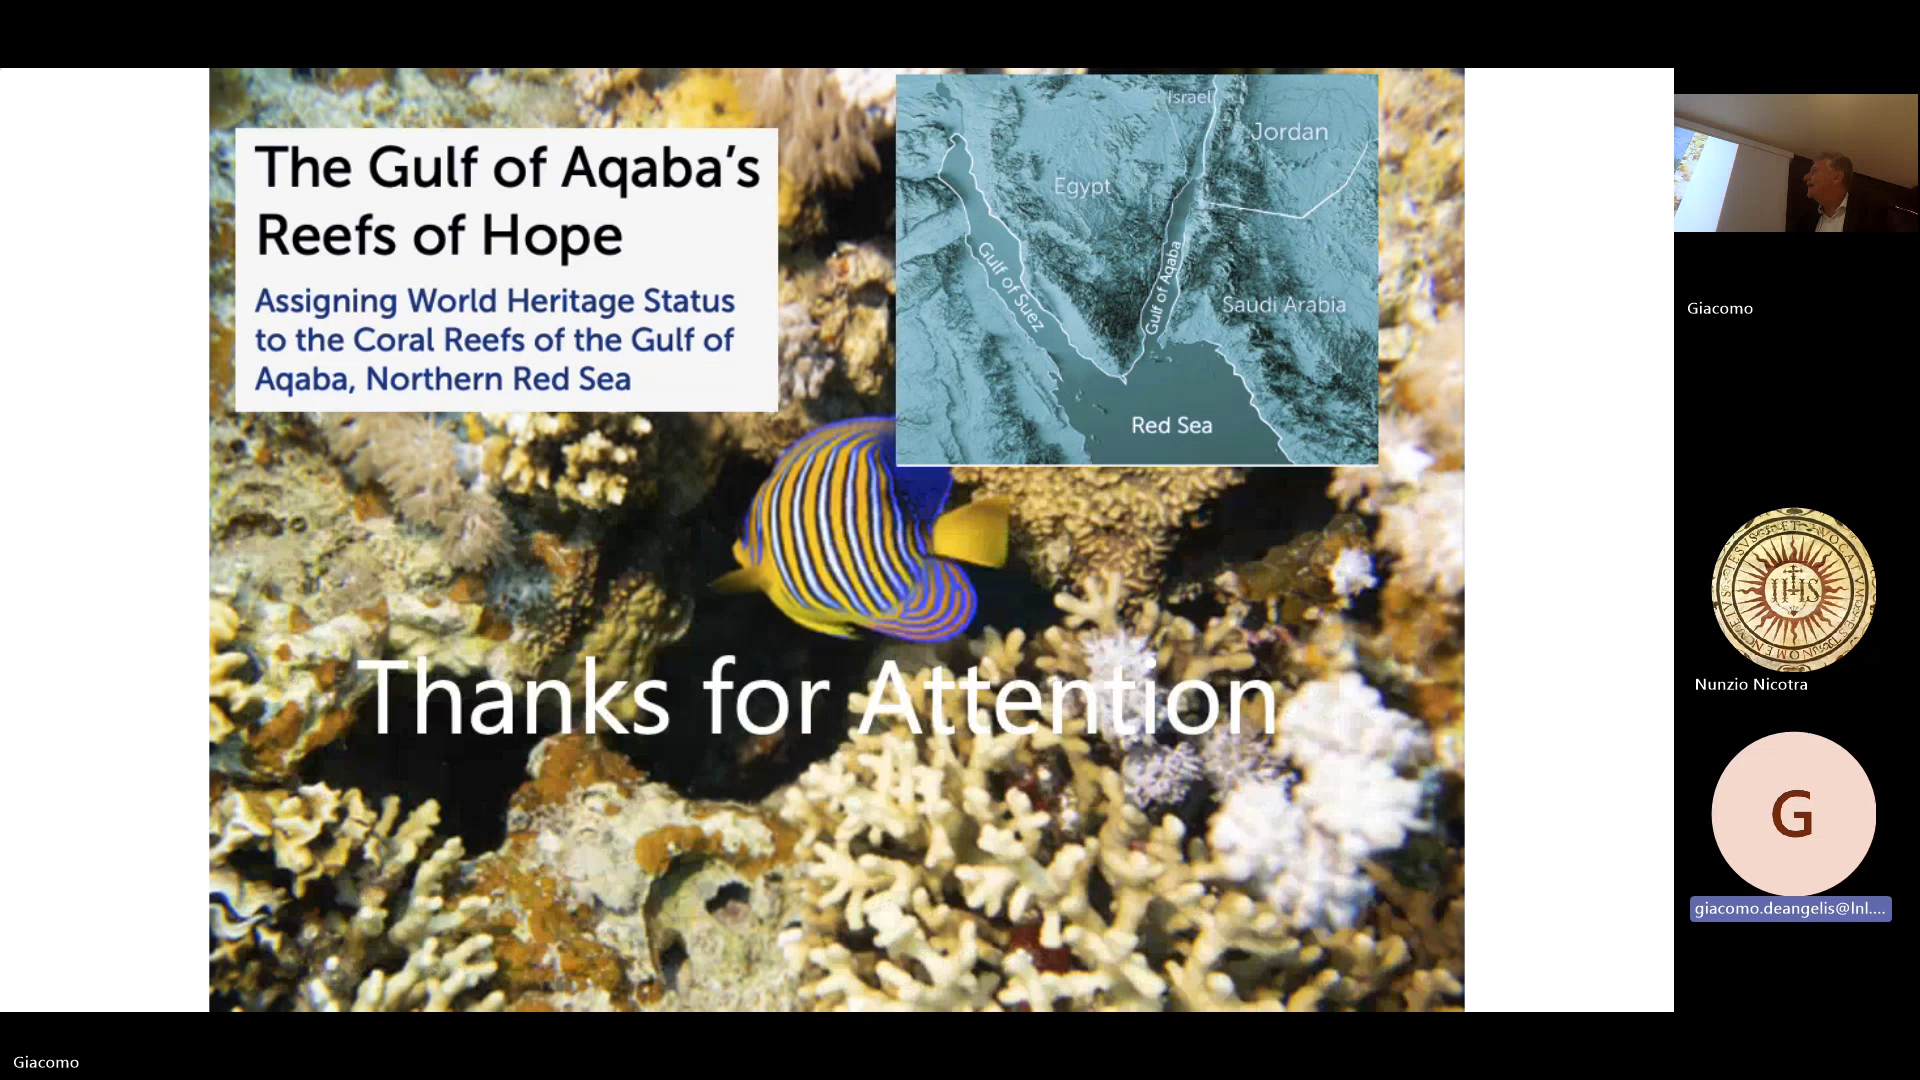 The Gulf of Aqaba’s
Reefs of Hope
Assigning World Heritage Status
to the Coral Reefs of the Gulf of
Aqaba, Northern Red Sea
Israel
Jordan
Egypt
Gulf of Suez
Gulf of Aqaba
Saudi Arabia
Red Sea
Thanks for Attention
Giacomo
IHS
Nunzio Nicotra
G
giacomo.deangelis@lnl....
Giacomo